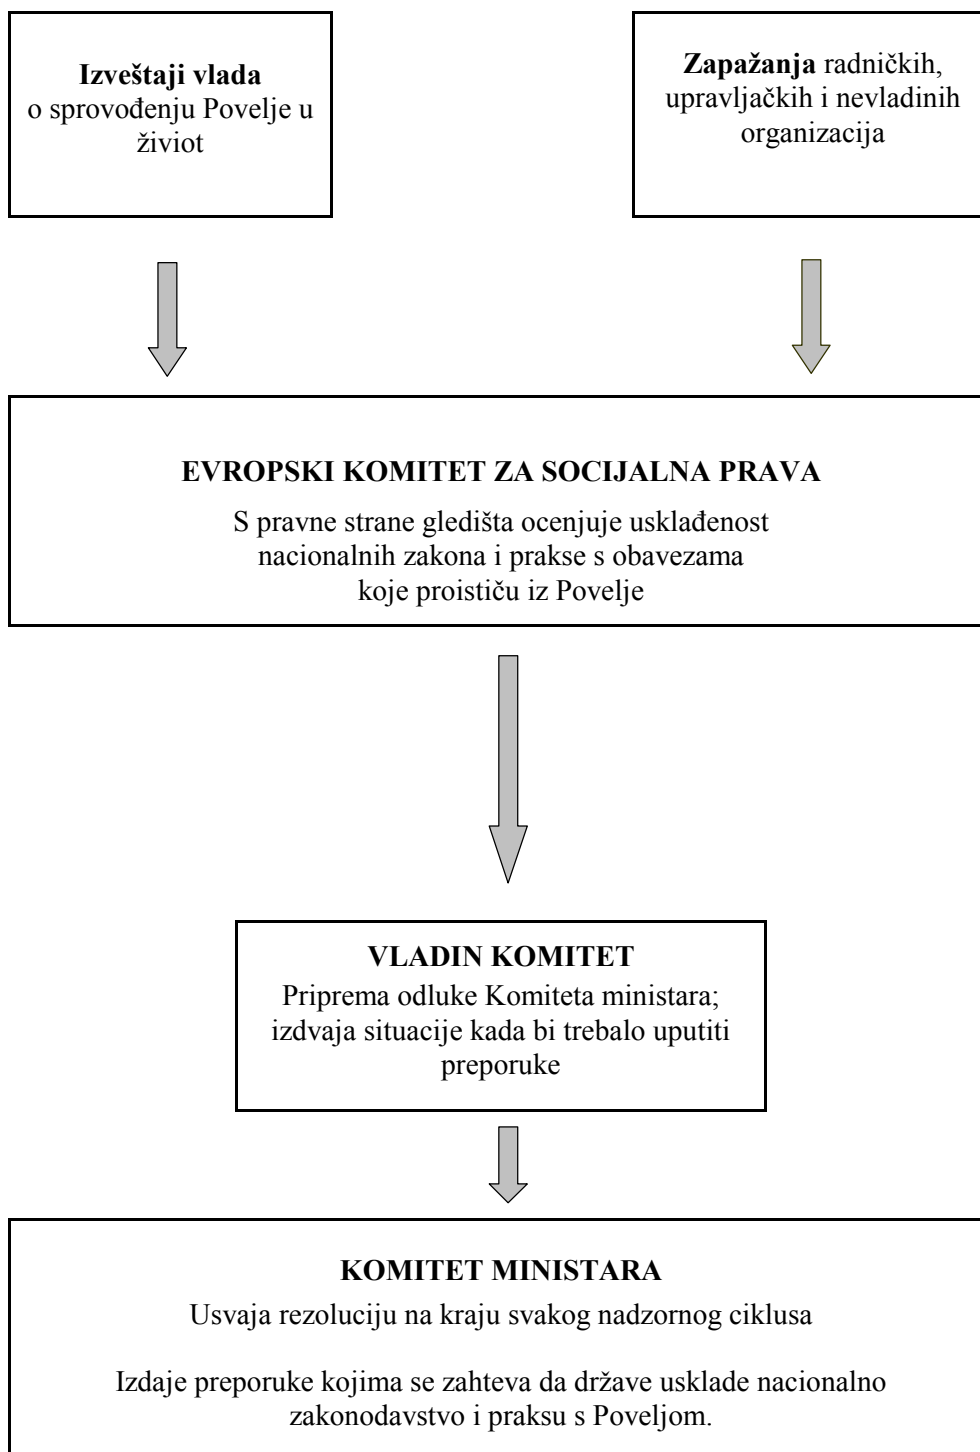 Izveštaji vlada
o sprovođenju Povelje u
živiot
Zapažanja radničkih,
upravljačkih i nevladinih
organizacija
EVROPSKI KOMITET ZA SOCIJALNA PRAVA
S pravne strane gledišta ocenjuje usklađenost
nacionalnih zakona i prakse s obavezama
koje proističu iz Povelje
VLADIN KOMITET
Priprema odluke Komiteta ministara;
izdvaja situacije kada bi trebalo uputiti
preporuke
KOMITET MINISTARA
Usvaja rezoluciju na kraju svakog nadzornog ciklusa
Izdaje preporuke kojima se zahteva da države usklade nacionalno
zakonodavstvo i praksu s Poveljom.